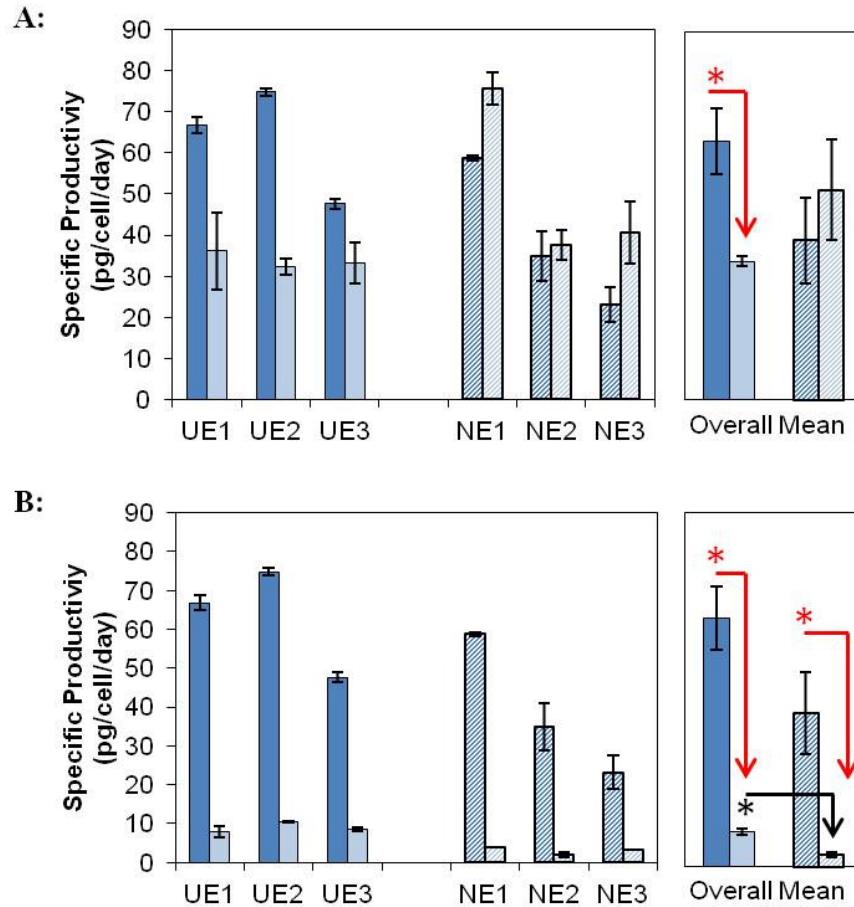 A:
Specific Productiviy
(pg/cell/day)
90
80
70
60
50
40
30
20
10
0
UE1 UE2 UE3 NE1 NE2 NE3
*
Overall Mean
B:
Specific Productiviy
(pg/cell/day)
90
80
70
60
50
40
30
20
10
0
UE1 UE2 UE3 NE1 NE2 NE3
*
*
*
Overall Mean